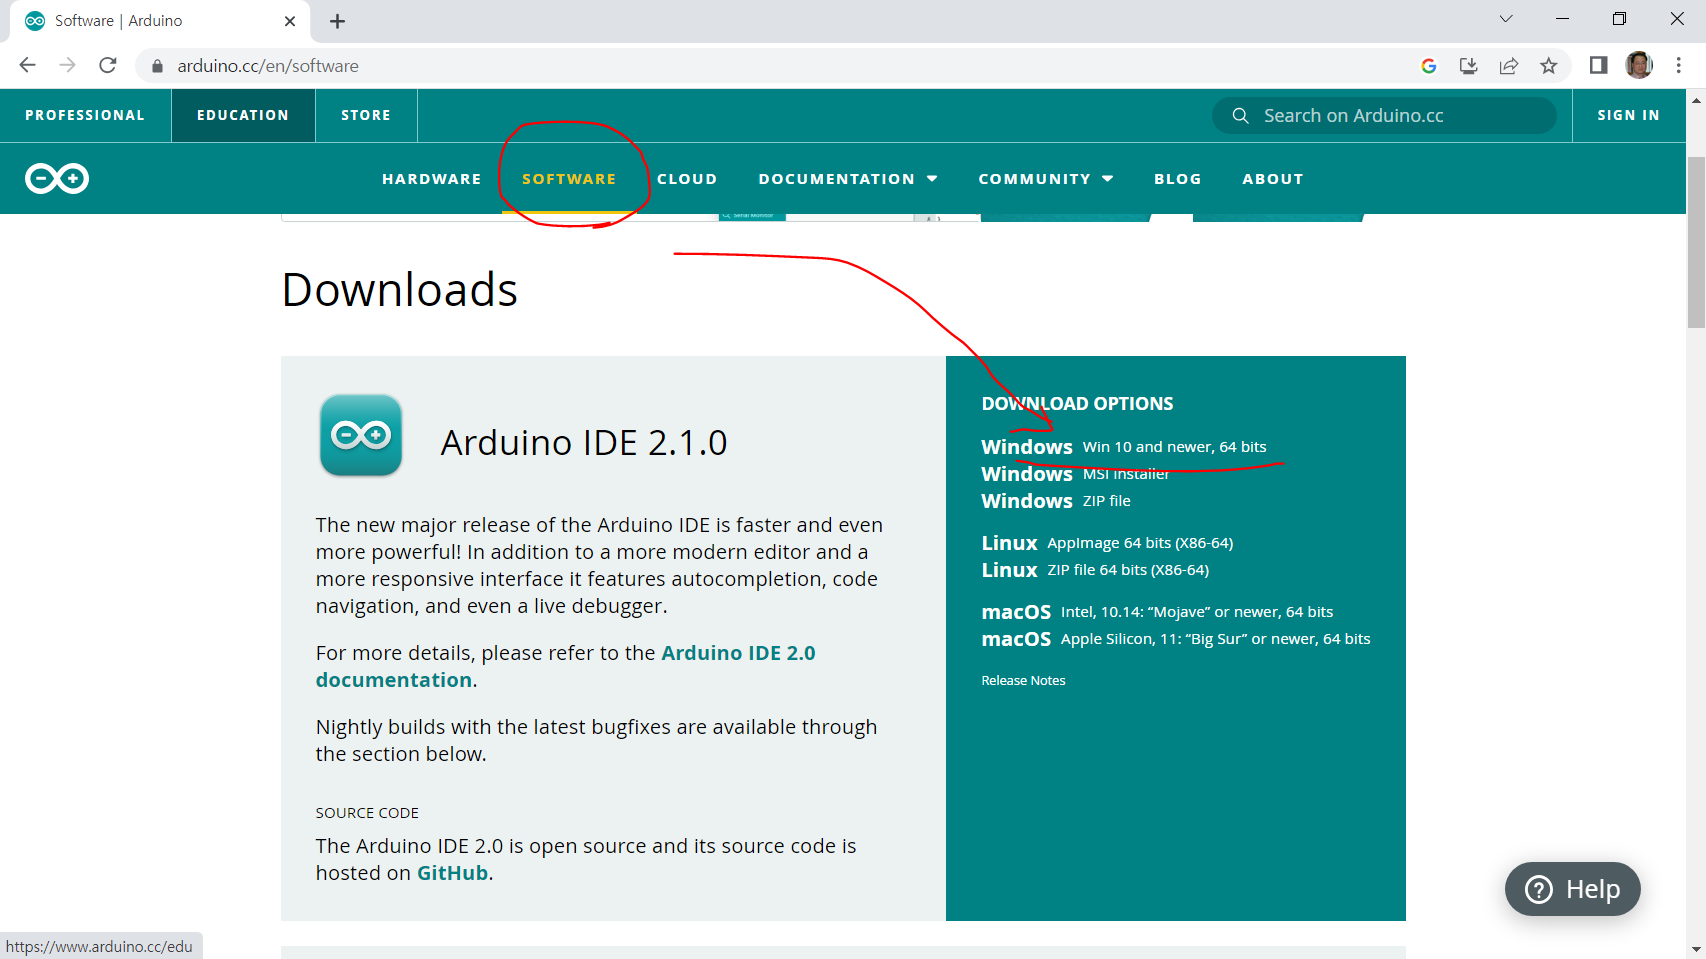 Software | Arduino
arduino.cc/en/software
PROFESSIONAL EDUCATION STORE Search on Arduino.cc SIGN IN
HARDWARE SOFTWARE CLOUD DOCUMENTATION COMMUNITY BLOG ABOUT
Serial Monitor
Downloads
Arduino IDE 2.1.0
The new major release of the Arduino IDE is faster and even
more powerful! In addition to a more modern editor and a
more responsive interface it features autocompletion, code
navigation, and even a live debugger.
For more details, please refer to the Arduino IDE 2.0
documentation.
Nightly builds with the latest bugfixes are available through
the section below.
SOURCE CODE
The Arduino IDE 2.0 is open source and its source code is
hosted on GitHub.
DOWNLOAD OPTIONS
Windows Win 10 and newer, 64 bits
Windows MSI installer
Windows ZIP file
Linux AppImage 64 bits (X86-64)
Linux ZIP file 64 bits (X86-64)
macOS Intel, 10.14: “Mojave” or newer, 64 bits
macOS Apple Silicon, 11: “Big Sur” or newer, 64 bits
Release Notes
Help
https://www.arduino.cc/edu